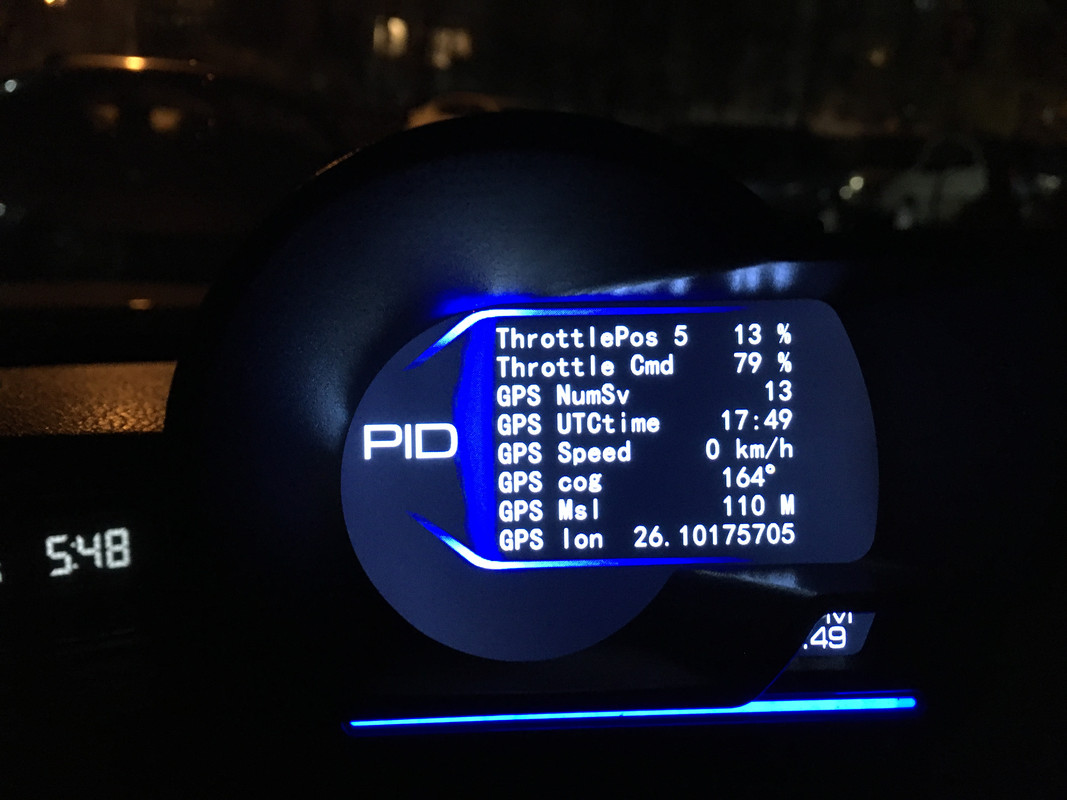 ThrottlePos 5 13 %
Throttle Cmd 79 %
GPS NumSv 13
GPS UTCtime 17:49
GPS Speed 0 km/h
GPS cog 164°
GPS Msl 110 M
GPS lon 26.10175705
PID
5:48
.49